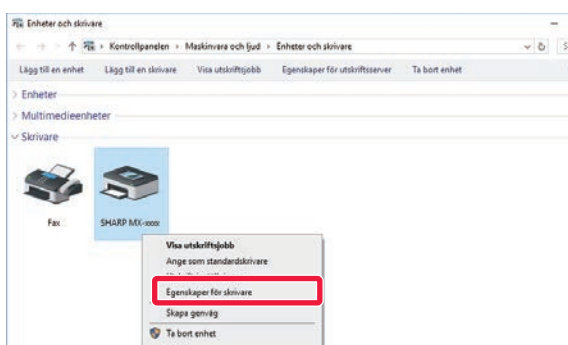 Enheter och skrivare
Kontrollpanelen › Maskinvara och ljud › Enheter och skrivare
Lägg till en enhet Lägg till en skrivare Visa utskriftsjobb Egenskaper för utskriftsserver Ta bort enhet
Enheter
Multimedieenheter
Skrivare
Fax
SHARP MX-xxxx
Visa utskriftsjobb
Ange som standardskrivare
Egenskaper för skrivare
Skapa genväg
Ta bort enhet